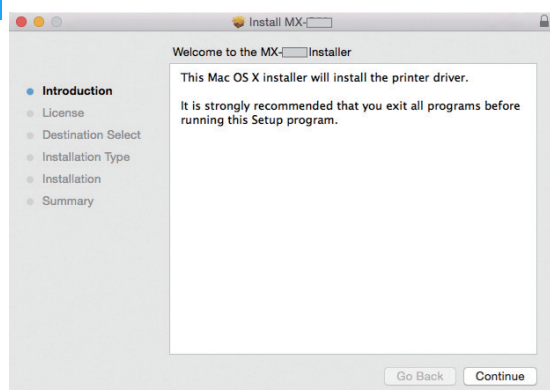 Install MX-
Welcome to the MX- Installer
Introduction
License
Destination Select
Installation Type
Installation
Summary
This Mac OS X installer will install the printer driver.
It is strongly recommended that you exit all programs before
running this Setup program.
Go Back Continue